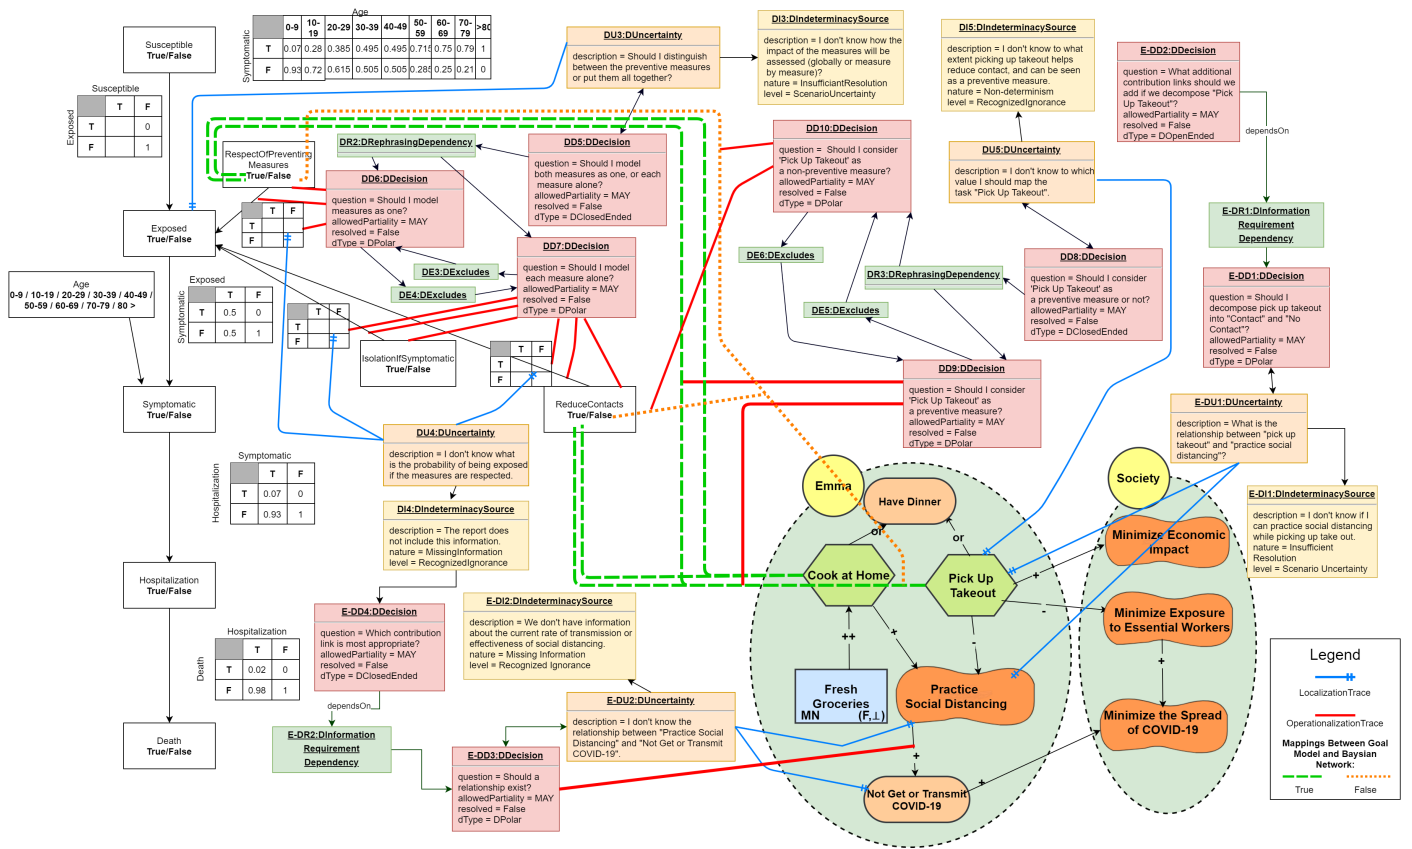 Susceptible
True/False
Age
0-9
10-19
20-29
30-39
40-49
50-59
60-69
70-79
>80
Symptomatic
T
0.07
0.28
0.385
0.495
0.495
0.715
0.75
0.79
1
F
0.93
0.72
0.615
0.505
0.505
0.285
0.25
0.21
0
DU3:DUncertainty
description = Should I distinguish
between the preventive measures
or put them all together?
DI3:DIndeterminacySource
description = I don't know how the
impact of the measures will be
assessed (globally or measure
by measure)?
nature = InsufficientResolution
level = ScenarioUncertainty
DI5:DIndeterminacySource
description = I don't know to what
extent picking up takeout helps
reduce contact, and can be seen
as a preventive measure.
nature = Non-determinism
level = RecognizedIgnorance
E-DD2:DDecision
question = What additional
contribution links should we
add if we decompose "Pick
Up Takeout"?
allowedPartiality = MAY
resolved = False
dType = DOpenEnded
dependsOn
Susceptible
Exposed
T
F
T
0
F
1
RespectOfPreventing
Measures
True/False
DR2:DRephrasingDependency
DD5:DDecision
question = Should I model
both measures as one, or each
measure alone?
allowedPartiality = MAY
resolved = False
dType = DClosedEnded
DD6:DDecision
question = Should I model
measures as one?
allowedPartiality = MAY
resolved = False
dType = DPolar
DD10:DDecision
question = Should I consider
'Pick Up Takeout' as
a non-preventive measure?
allowedPartiality = MAY
resolved = False
dType = DPolar
DU5:DUncertainty
description = I don't know to which
value I should map the
task "Pick Up Takeout".
E-DR1:DInformation
Requirement
Dependency
Exposed
True/False
T
F
T
F
DD7:DDecision
question = Should I model
each measure alone?
allowedPartiality = MAY
resolved = False
dType = DPolar
DE3:DExcludes
DE4:DExcludes
DE6:DExcludes
DR3:DRephrasingDependency
DE5:DExcludes
DD8:DDecision
question = Should I consider
'Pick Up Takeout' as
a preventive measure or not?
allowedPartiality = MAY
resolved = False
dType = DClosedEnded
E-DD1:DDecision
question = Should I
decompose pick up takeout
into "Contact" and "No
Contact"?
allowedPartiality = MAY
resolved = False
dType = DPolar
Age
0-9 / 10-19 / 20-29 / 30-39 / 40-49 /
50-59 / 60-69 / 70-79 / 80 >
Exposed
Symptomatic
T
F
T
0.5
0
F
0.5
1
T
F
T
F
IsolationIfSymptomatic
True/False
T
F
T
F
ReduceContacts
True/False
DD9:DDecision
question = Should I consider
'Pick Up Takeout' as
a preventive measure?
allowedPartiality = MAY
resolved = False
dType = DPolar
Symptomatic
True/False
DU4:DUncertainty
description = I don't know what
is the probability of being exposed
if the measures are respected.
E-DU1:DUncertainty
description = What is the
relationship between "pick up
takeout" and "practice social
distancing"?
Symptomatic
Hospitalization
T
F
T
0.07
0
F
0.93
1
DI4:DIndeterminacySource
description = The report does
not include this information.
nature = MissingInformation
level = RecognizedIgnorance
Emma
Have Dinner
or
or
Cook at Home
Pick Up
Takeout
Society
Minimize Economic
Impact
E-DI1:DIndeterminacySource
description = I don't know if I
can practice social distancing
while picking up take out.
nature = Insufficient
Resolution
level = Scenario Uncertainty
Hospitalization
True/False
E-DD4:DDecision
question = Which contribution
link is most appropriate?
allowedPartiality = MAY
resolved = False
dType = DClosedEnded
dependsOn
E-DI2:DIndeterminacySource
description = We don't have information
about the current rate of transmission or
effectiveness of social distancing.
nature = Missing Information
level = Recognized Ignorance
++
+
-
+
-
Minimize Exposure
to Essential Workers
+
Hospitalization
Death
T
F
T
0.02
0
F
0.98
1
Fresh
Groceries
MN
(F,⊥)
Practice
Social Distancing
Minimize the Spread
of COVID-19
E-DU2:DUncertainty
description = I don't know the
relationship between "Practice Social
Distancing" and "Not Get or Transmit
COVID-19".
Death
True/False
E-DR2:DInformation
Requirement
Dependency
E-DD3:DDecision
question = Should a
relationship exist?
allowedPartiality = MAY
resolved = False
dType = DPolar
+
Not Get or Transmit
COVID-19
+
Legend
LocalizationTrace
OperationalizationTrace
Mappings Between Goal
Model and Baysian
Network:
True
False